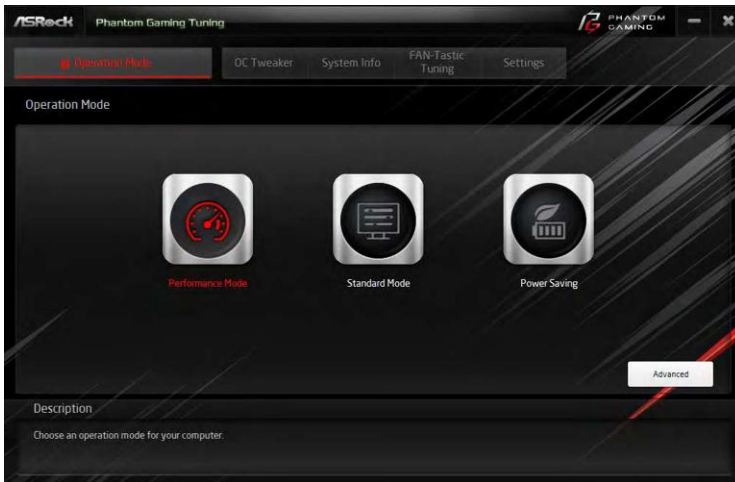 ASRock Phantom Gaming Tuning PHANTOM
GAMING
Operation Mode OC Tweaker System Info FAN-Tastic
Tuning Settings
Operation Mode
Performance Mode Standard Mode Power Saving
Advanced
Description
Choose an operation mode for your computer.